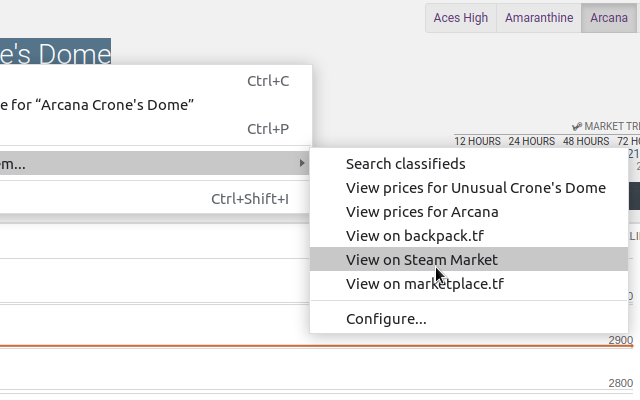 Aces High Amaranthine Arcana
e's Dome
Ctrl+C
e for “Arcana Crone's Dome”
Ctrl+P
MARKET TRE
12 HOURS 24 HOURS 48 HOURS 72 H
em...
Search classifieds
View prices for Unusual Crone's Dome
Ctrl+Shift+I
View prices for Arcana
View on backpack.tf
View on Steam Market
View on marketplace.tf
Configure...
2900
2800